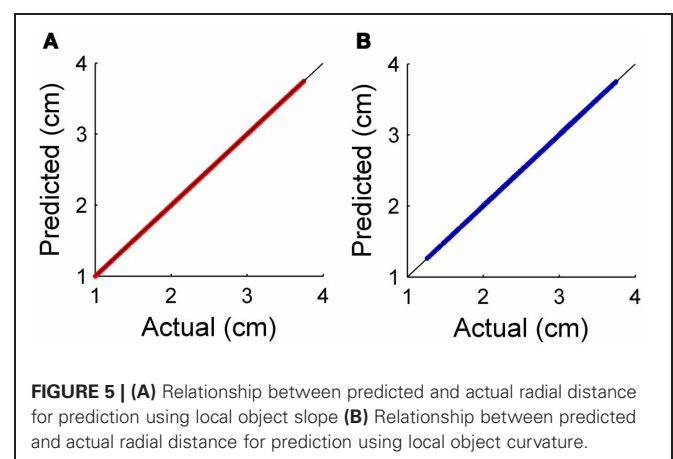 A
B
4
3
2
1
Predicted (cm)
1 2 3 4
Actual (cm)
4
3
2
1
Predicted (cm)
1 2 3 4
Actual (cm)
FIGURE 5 | (A) Relationship between predicted and actual radial distance
for prediction using local object slope (B) Relationship between predicted
and actual radial distance for prediction using local object curvature.